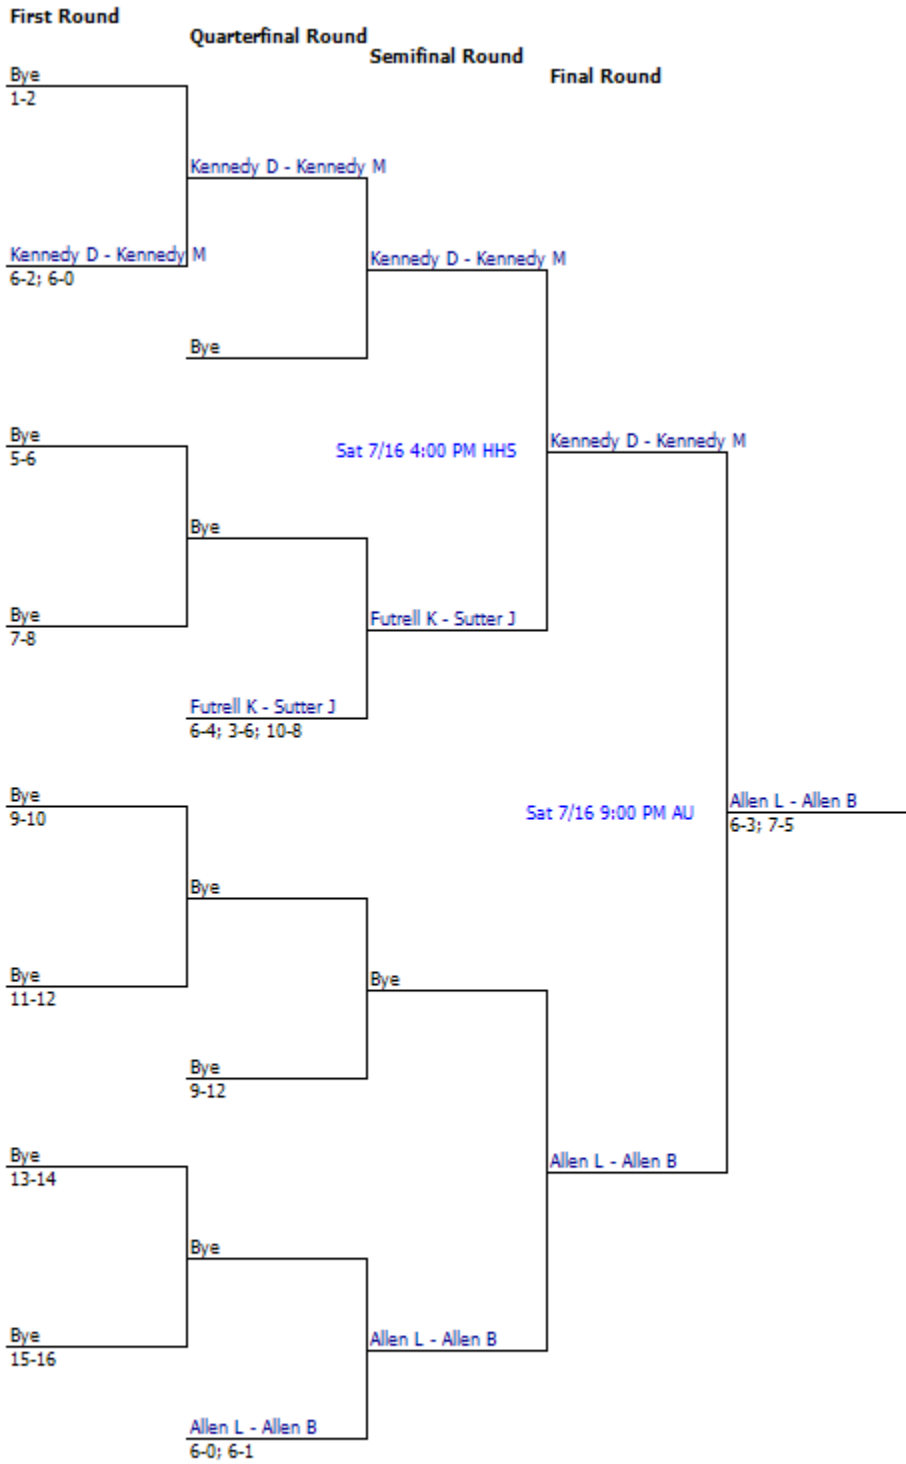 First Round
Quarterfinal Round
Semifinal Round
Final Round
Bye
1-2
Kennedy D - Kennedy M
Kennedy D - Kennedy M
6-2; 6-0
Kennedy D - Kennedy M
Bye
Bye
5-6
Sat 7/16 4:00 PM HHS
Kennedy D - Kennedy M
Bye
Bye
7-8
Futrell K - Sutter J
Futrell K - Sutter J
6-4; 3-6; 10-8
Bye
9-10
Sat 7/16 9:00 PM AU
Allen L - Allen B
6-3; 7-5
Bye
Bye
11-12
Bye
Bye
9-12
Bye
13-14
Allen L - Allen B
Bye
Bye
15-16
Allen L - Allen B
Allen L - Allen B
6-0; 6-1